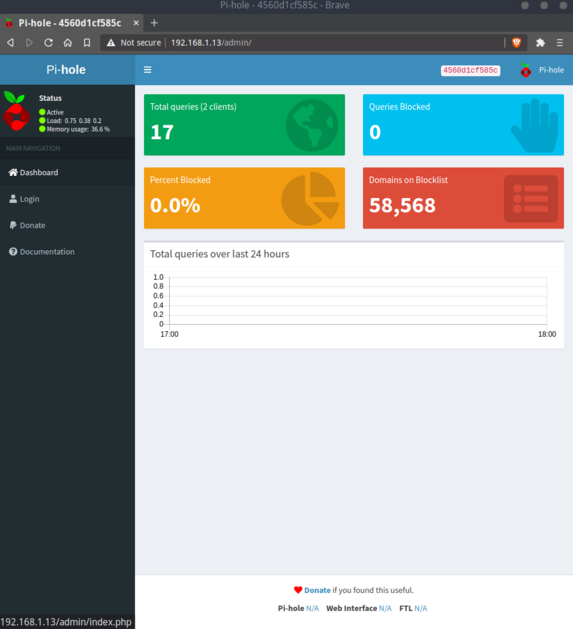 Pi-hole - 4560d1cf585c - Brave
Pi-hole - 4560d1cf585c × +
Not secure | 192.168.1.13/admin/
Pi-hole
4560d1cf585c Pi-hole
Status
Active
Load: 0.75 0.38 0.2
Memory usage: 36.6 %
MAIN NAVIGATION
Dashboard
Login
Donate
Documentation
Total queries (2 clients)
17
Queries Blocked
0
Percent Blocked
0.0%
Domains on Blocklist
58,568
Total queries over last 24 hours
1.0
0.8
0.6
0.4
0.2
0
17:00 18:00
Donate if you found this useful.
Pi-hole N/A Web Interface N/A FTL N/A
192.168.1.13/admin/index.php